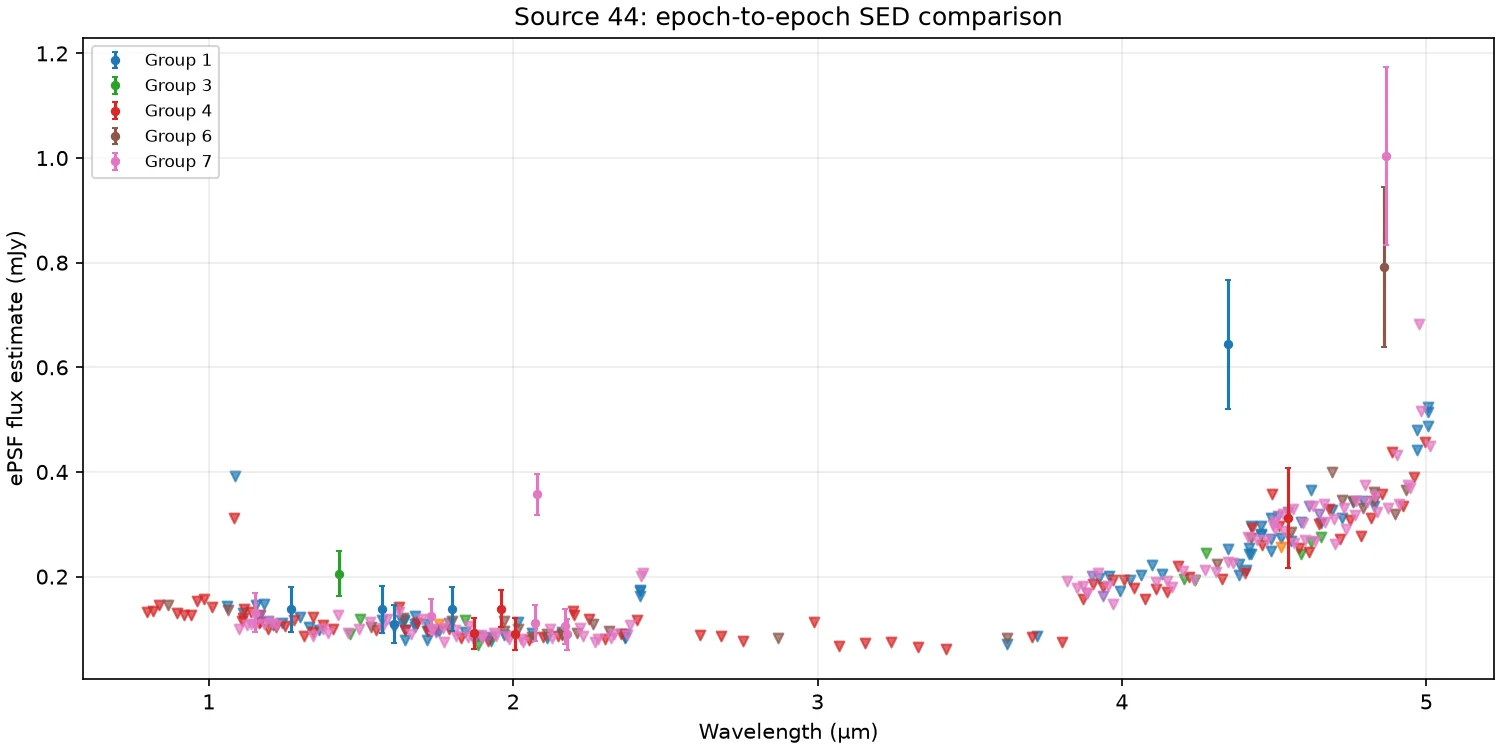 Source 44: epoch-to-epoch SED comparison
Group 1
Group 3
Group 4
Group 6
Group 7
ePSF flux estimate (mJy)
1.2
1.0
0.8
0.6
0.4
0.2
1 2 3 4 5
Wavelength (μm)